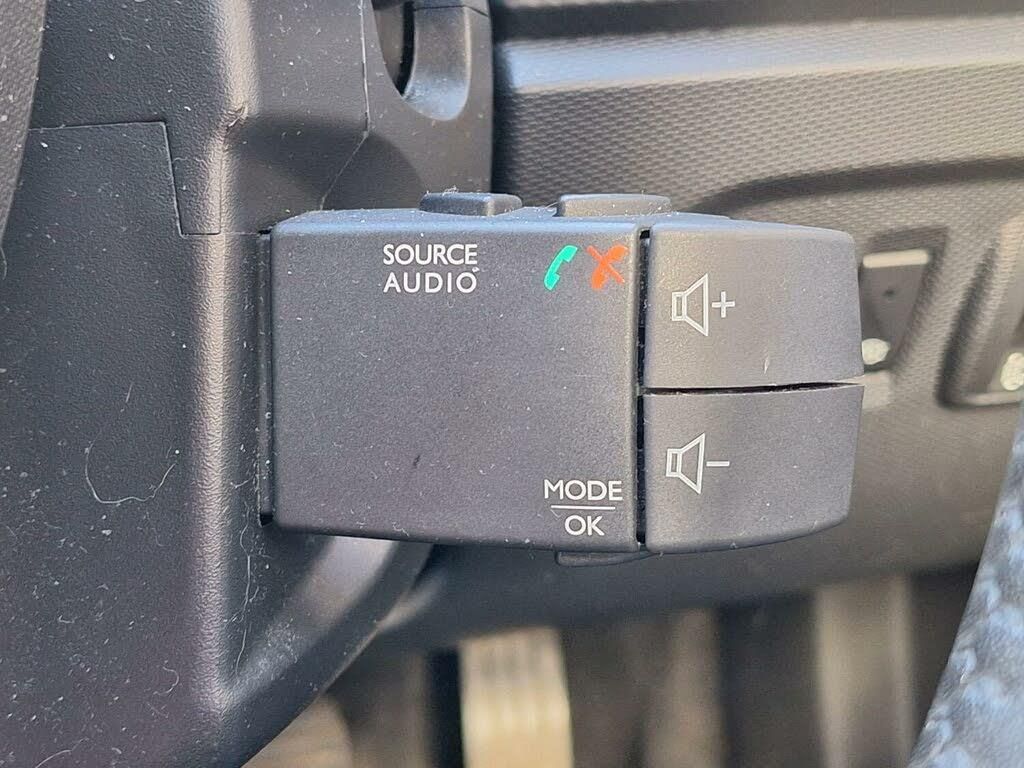 SOURCE
AUDIO
+
MODE
OK
-